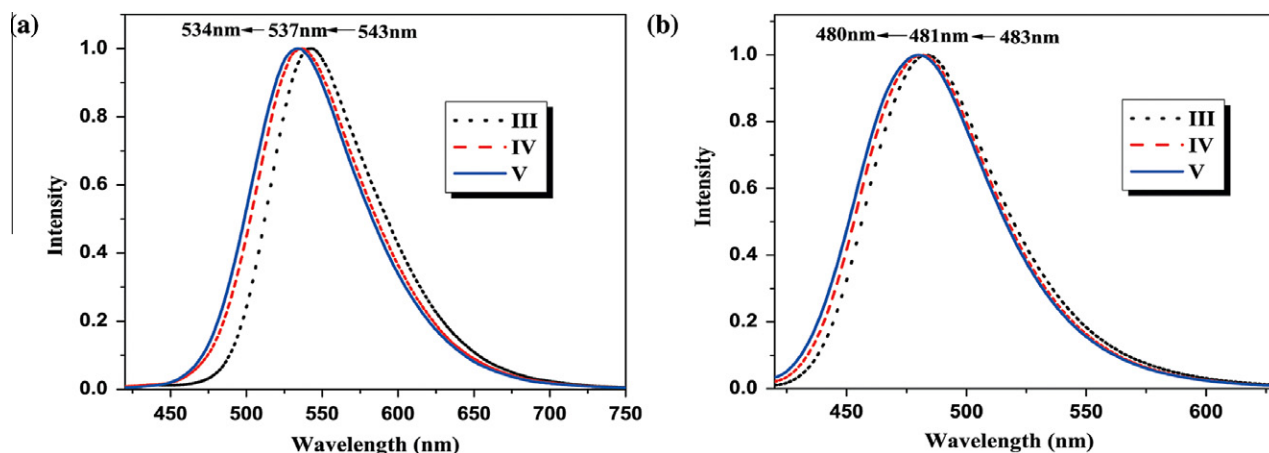 (a)
534nm←537nm←543nm
Intensity
1.0
0.8
0.6
0.4
0.2
0.0
III
IV
V
450 500 550 600 650 700 750
Wavelength (nm)
(b)
480nm←481nm←483nm
Intensity
1.0
0.8
0.6
0.4
0.2
0.0
III
IV
V
450 500 550 600
Wavelength (nm)